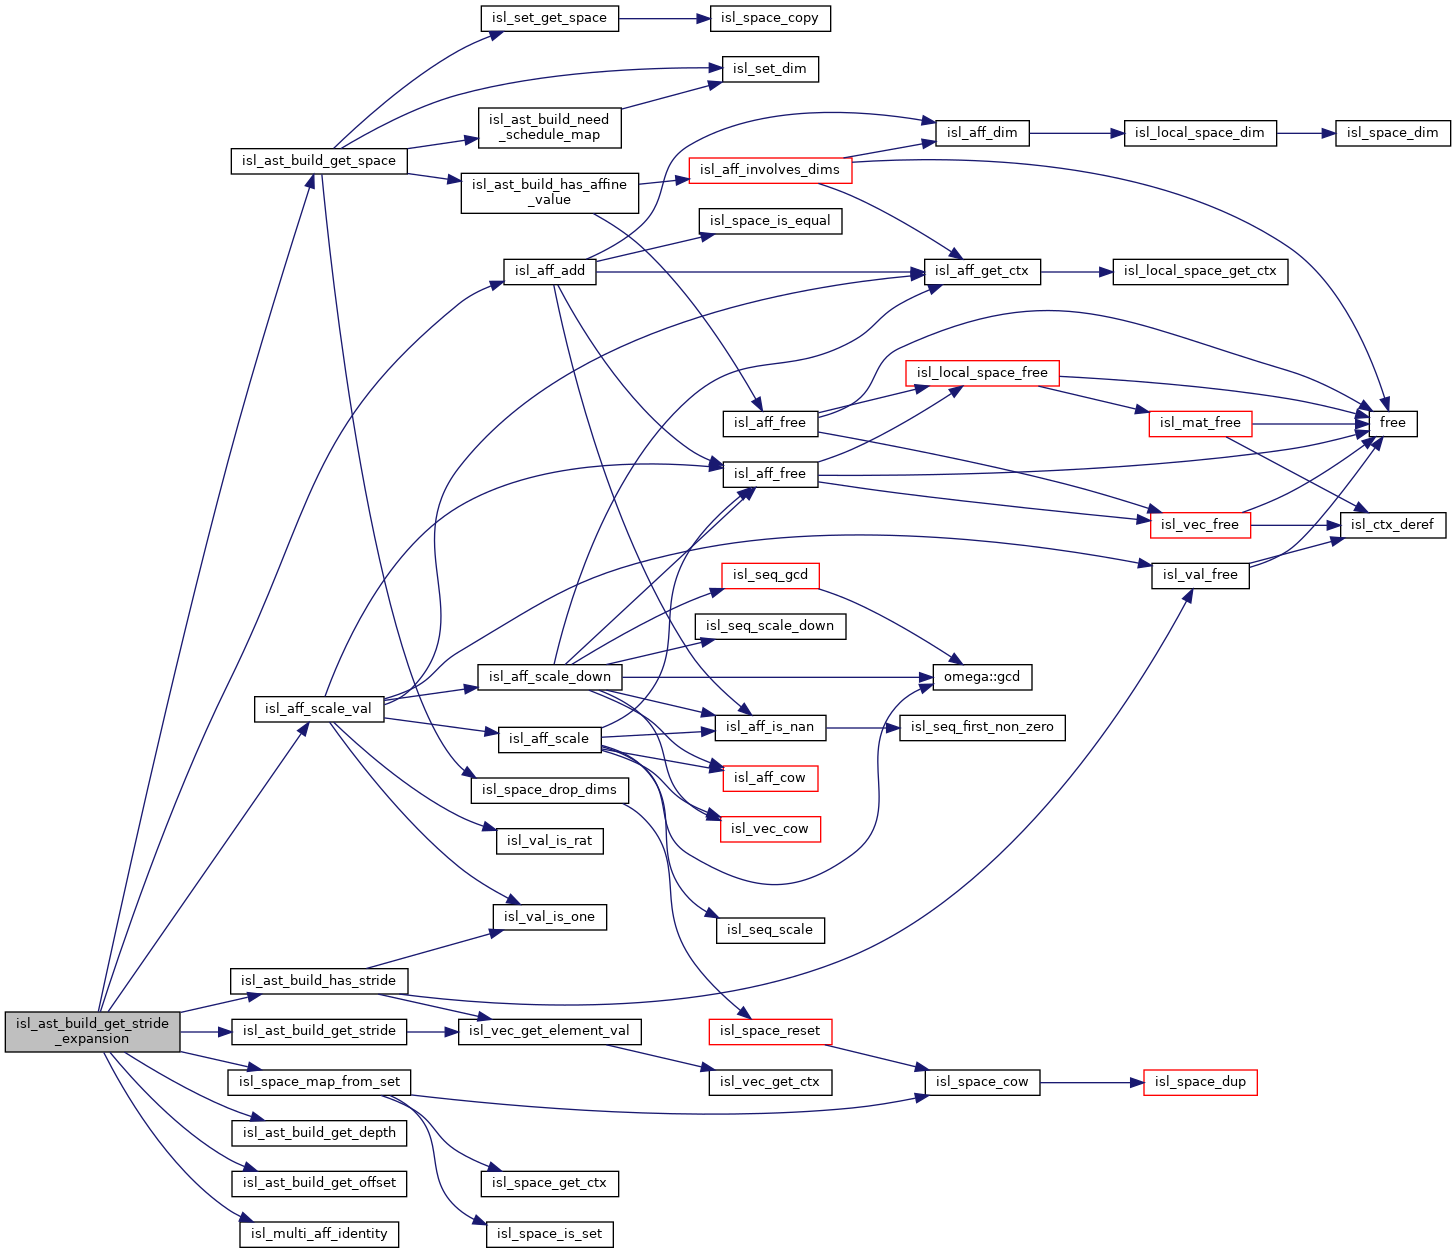 isl_set_get_space
isl_space_copy
isl_set_dim
isl_ast_build_need
_schedule_map
isl_aff_dim
isl_local_space_dim
isl_space_dim
isl_ast_build_get_space
isl_aff_involves_dims
isl_ast_build_has_affine
_value
isl_space_is_equal
isl_aff_add
isl_aff_get_ctx
isl_local_space_get_ctx
isl_local_space_free
isl_aff_free
isl_mat_free
free
isl_aff_free
isl_vec_free
isl_ctx_deref
isl_seq_gcd
isl_val_free
isl_seq_scale_down
isl_aff_scale_down
omega::gcd
isl_aff_scale_val
isl_aff_is_nan
isl_seq_first_non_zero
isl_aff_scale
isl_aff_cow
isl_space_drop_dims
isl_vec_cow
isl_val_is_rat
isl_val_is_one
isl_seq_scale
isl_ast_build_has_stride
isl_ast_build_get_stride
_expansion
isl_ast_build_get_stride
isl_vec_get_element_val
isl_space_reset
isl_space_map_from_set
isl_vec_get_ctx
isl_space_cow
isl_space_dup
isl_ast_build_get_depth
isl_ast_build_get_offset
isl_space_get_ctx
isl_multi_aff_identity
isl_space_is_set